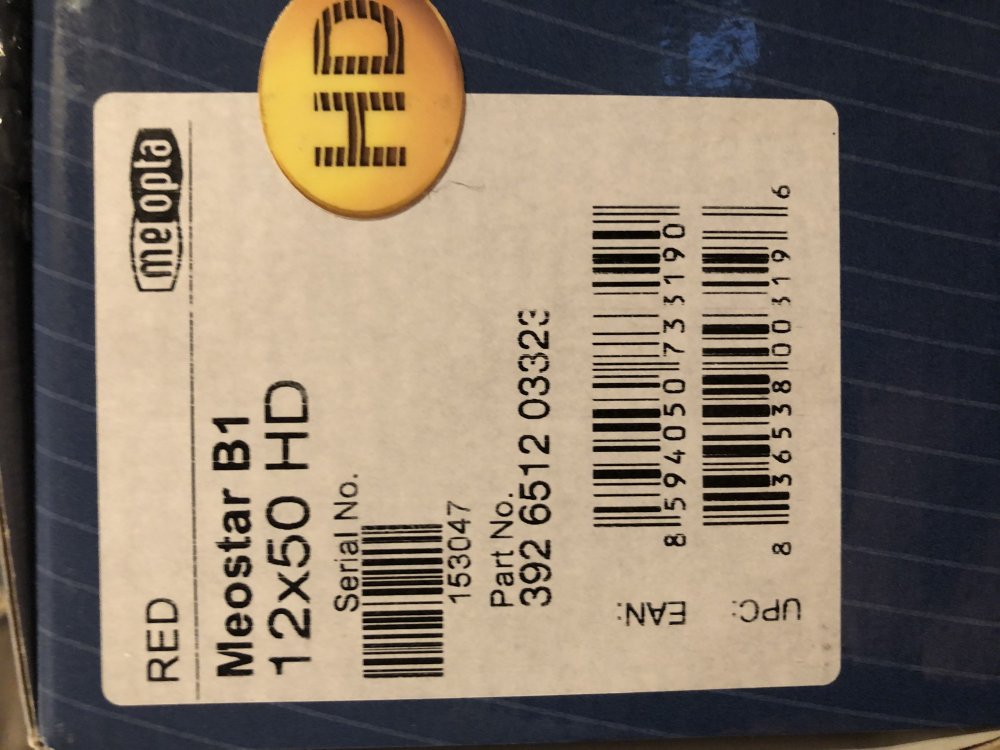 RED meopta
HD
Meostar B1
12x50 HD
Serial No.
153047
Part No.
392 6512 03323
EAN:
8 594050 733190
UPC:
8 36538 00319 6